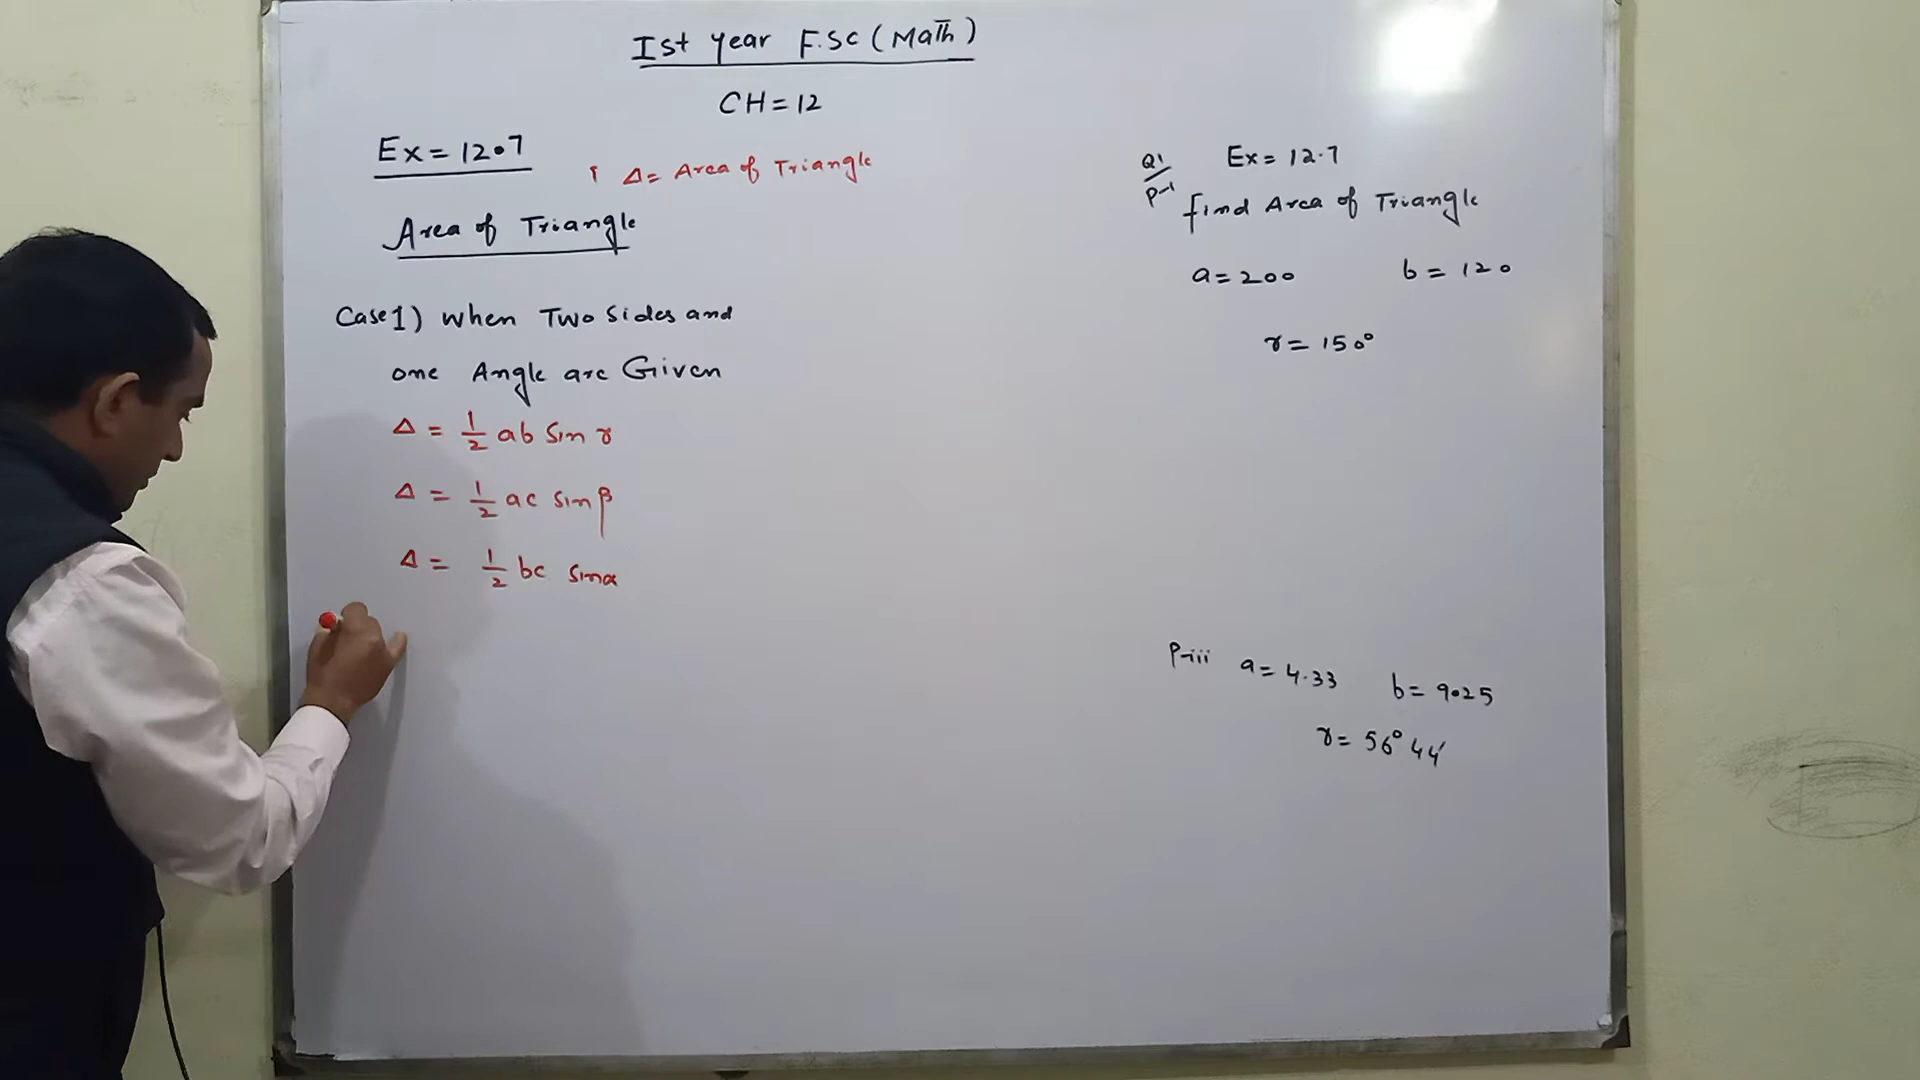 Ist year F.Sc (Math)
CH = 12
Ex = 12.7
Δ = Area of Triangle
Area of Triangle
Case 1) when Two sides and
one Angle are Given
Δ = 1/2 ab Sin γ
Δ = 1/2 ac sin β
Δ = 1/2 bc sin α
Ex = 12.7
Q1
P-1
find Area of Triangle
a = 200 b = 120
γ = 150°
P-iii a = 4.33 b = 9.25
γ = 56° 44′